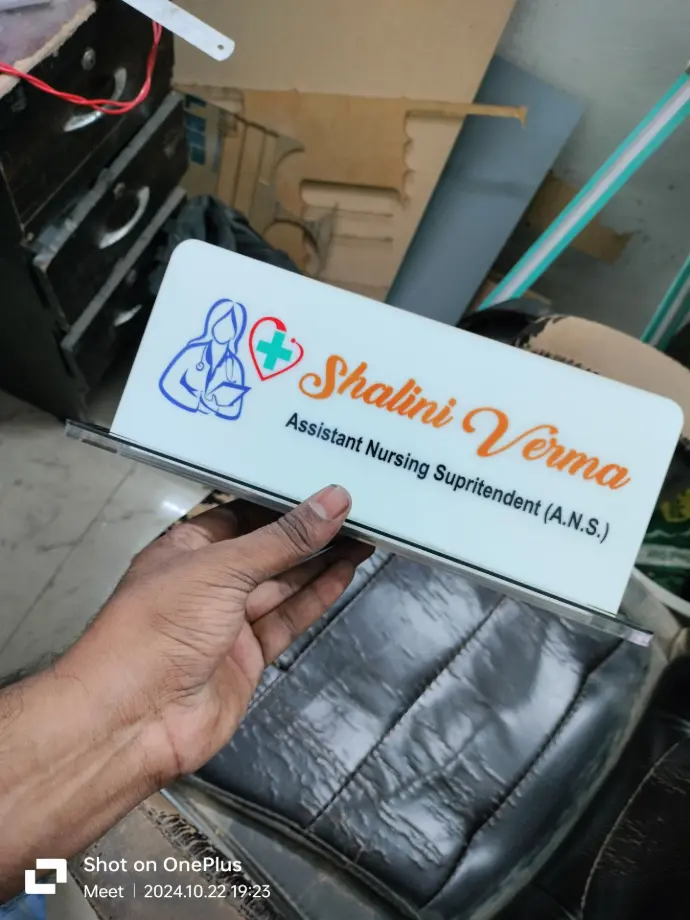 Shalini Verma
Assistant Nursing Supritendent (A.N.S.)
Shot on OnePlus
Meet | 2024.10.22 19:23